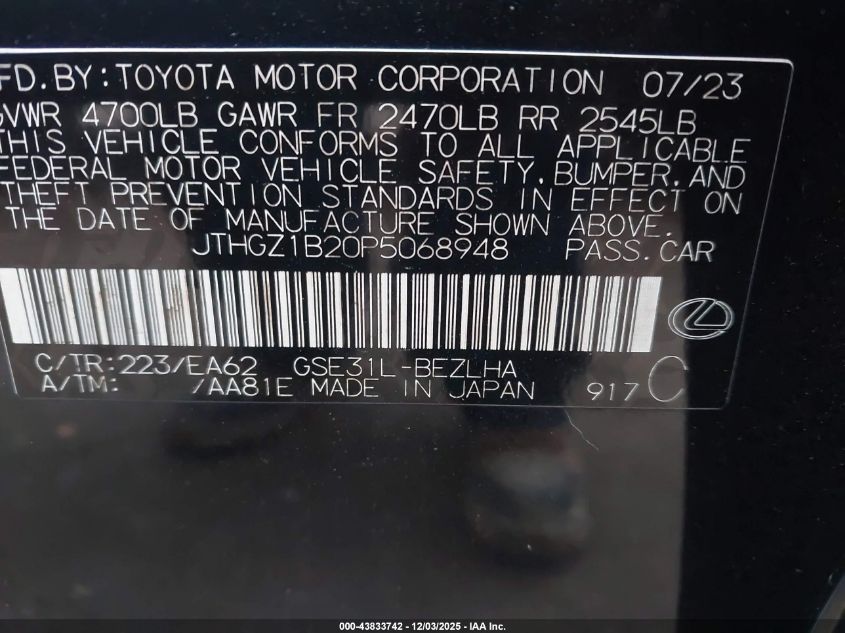 FD. BY: TOYOTA MOTOR CORPORATION 07/23
GVWR 4700LB GAWR FR 2470LB RR 2545LB
THIS VEHICLE CONFORMS TO ALL APPLICABLE
FEDERAL MOTOR VEHICLE SAFETY, BUMPER, AND
THEFT PREVENTION STANDARDS IN EFFECT ON
THE DATE OF MANUFACTURE SHOWN ABOVE.
JTHGZ1B20P5068948 PASS. CAR
C/TR: 223/EA62 GSE31L-BEZLHA
A/TM: /AA81E MADE IN JAPAN 917 C
000-43833742 - 12/03/2025 - IAA Inc.